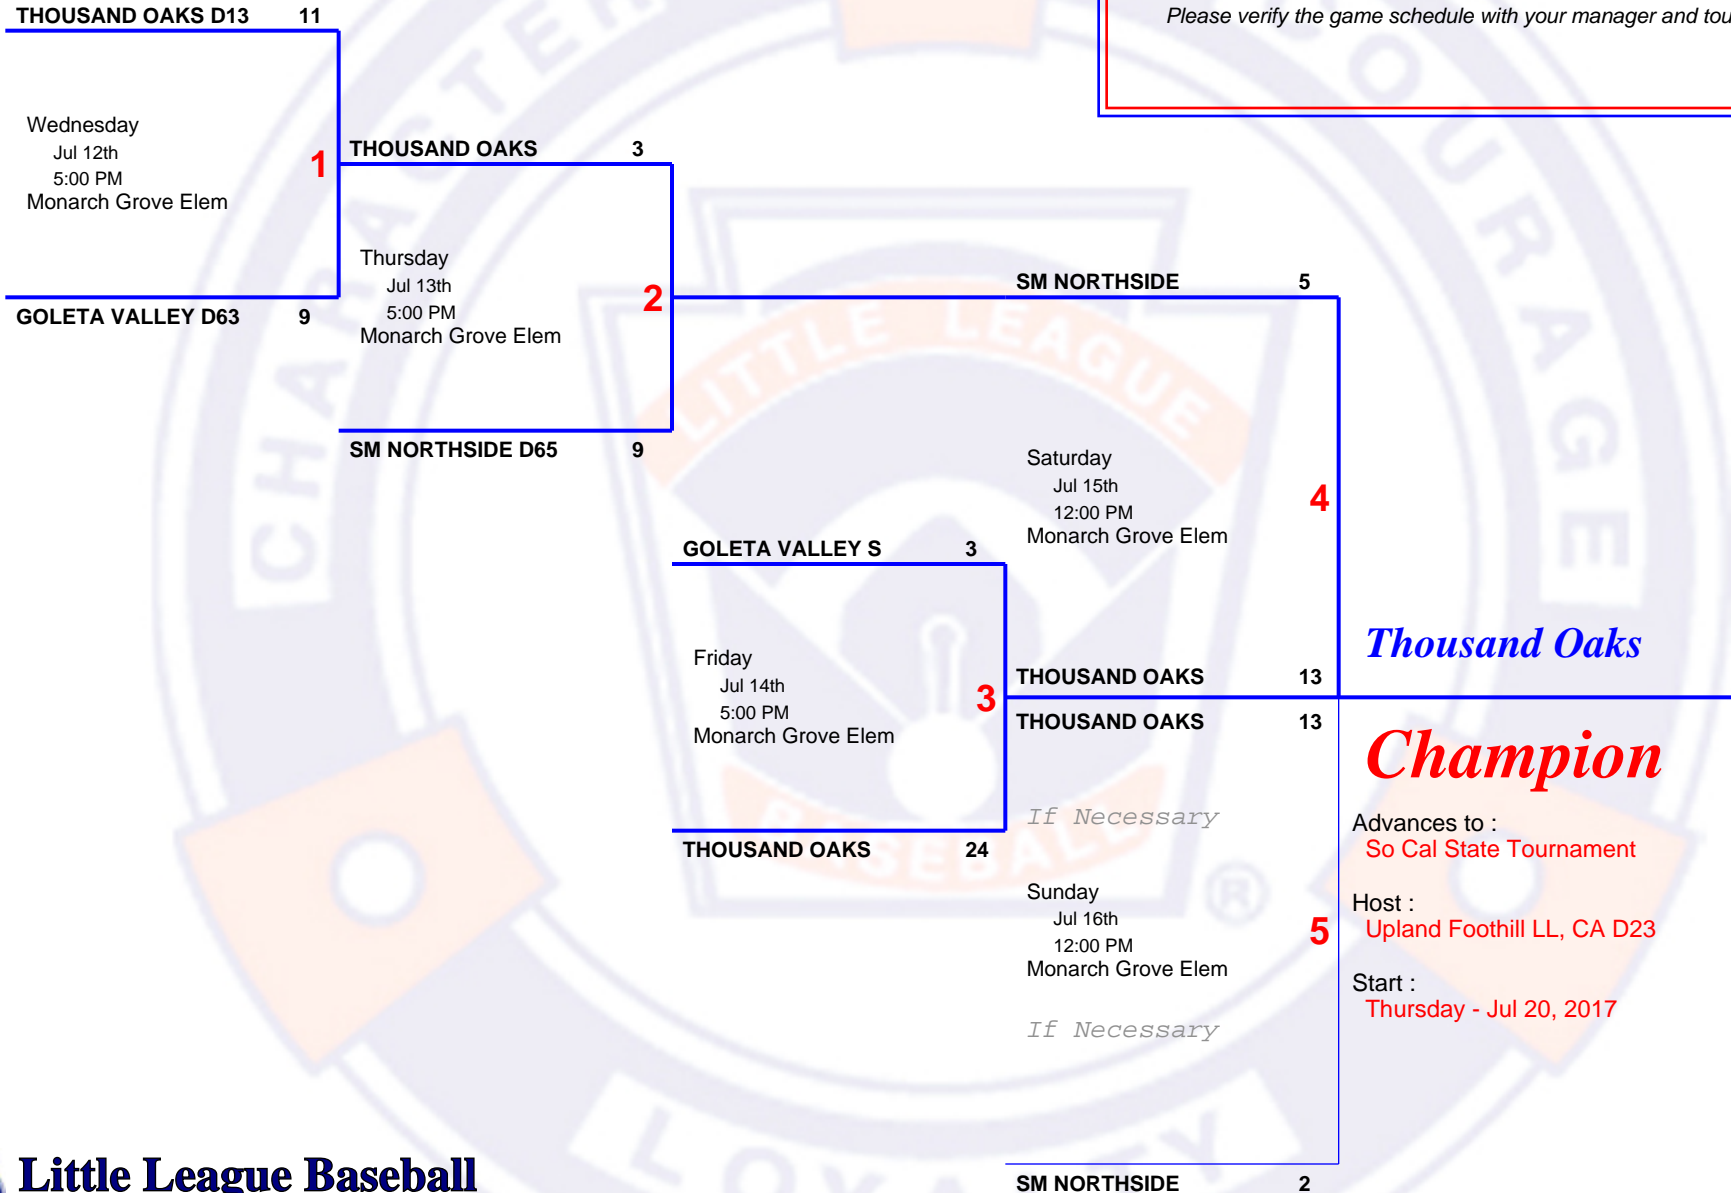 THOUSAND OAKS D13 11
Please verify the game schedule with your manager and tou
Wednesday
Jul 12th
5:00 PM
Monarch Grove Elem
1
GOLETA VALLEY D63 9
THOUSAND OAKS 3
Thursday
Jul 13th
5:00 PM
Monarch Grove Elem
2
SM NORTHSIDE D65 9
SM NORTHSIDE 5
Saturday
Jul 15th
12:00 PM
Monarch Grove Elem
4
GOLETA VALLEY S 3
Friday
Jul 14th
5:00 PM
Monarch Grove Elem
3
THOUSAND OAKS 24
THOUSAND OAKS 13
THOUSAND OAKS 13
If Necessary
Sunday
Jul 16th
12:00 PM
Monarch Grove Elem
5
If Necessary
SM NORTHSIDE 2
Thousand Oaks
Champion
Advances to :
So Cal State Tournament
Host :
Upland Foothill LL, CA D23
Start :
Thursday - Jul 20, 2017
Little League Baseball
CHARACTER
COURAGE
LOYALTY
LITTLE LEAGUE
BASEBALL
®